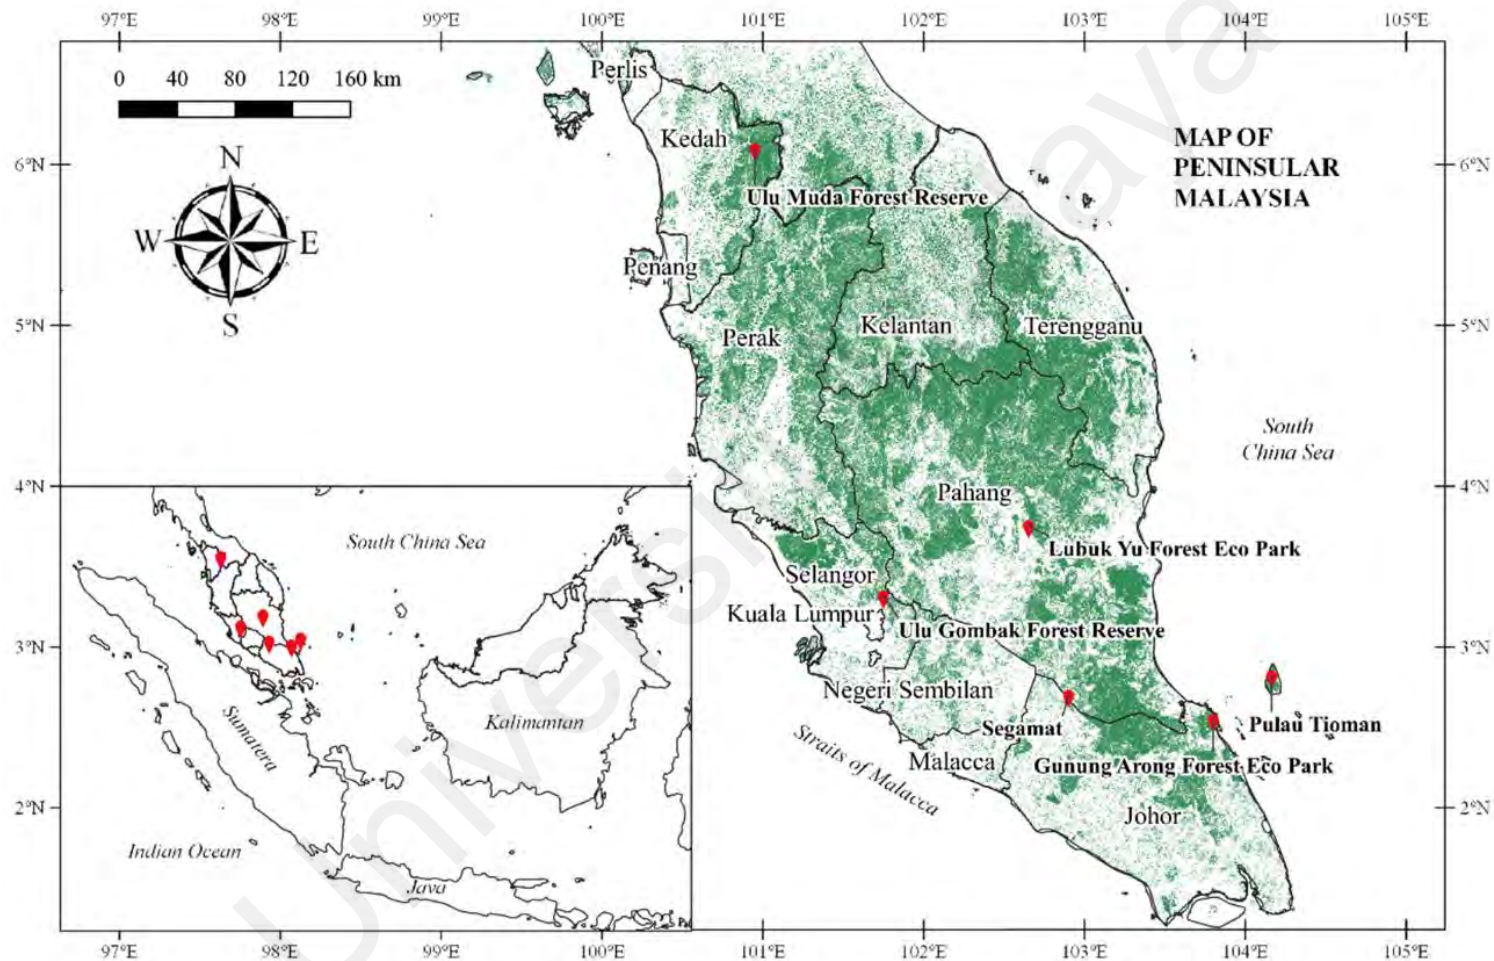 97°E 98°E 99°E 100°E 101°E 102°E 103°E 104°E 105°E
0 40 80 120 160 km
N
W E
S
6°N
5°N
4°N
3°N
2°N
MAP OF
PENINSULAR
MALAYSIA
6°N
5°N
4°N
3°N
2°N
Perlis
Kedah
Ulu Muda Forest Reserve
Penang
Perak
Kelantan
Terengganu
South
China Sea
Pahang
Lubuk Yu Forest Eco Park
Selangor
Kuala Lumpur
Ulu Gombak Forest Reserve
Negeri Sembilan
Segamat
Pulau Tioman
Malacca
Gunung Arong Forest Eco Park
Straits of Malacca
Johor
South China Sea
Sumatera
Kalimantan
Indian Ocean
Java
97°E 98°E 99°E 100°E 101°E 102°E 103°E 104°E 105°E